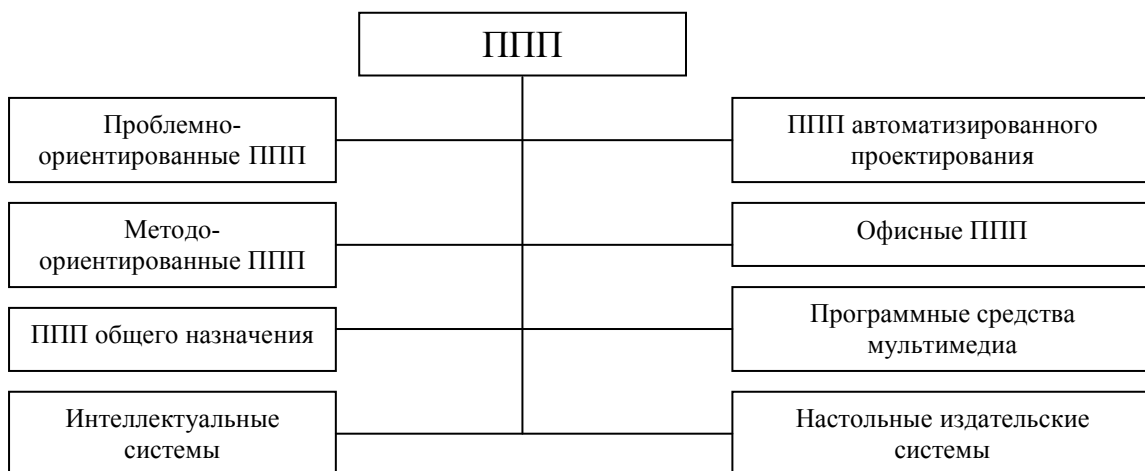 ППП
Проблемно-
ориентированные ППП
ППП автоматизированного
проектирования
Методо-
ориентированные ППП
Офисные ППП
ППП общего назначения
Программные средства
мультимедиа
Интеллектуальные
системы
Настольные издательские
системы